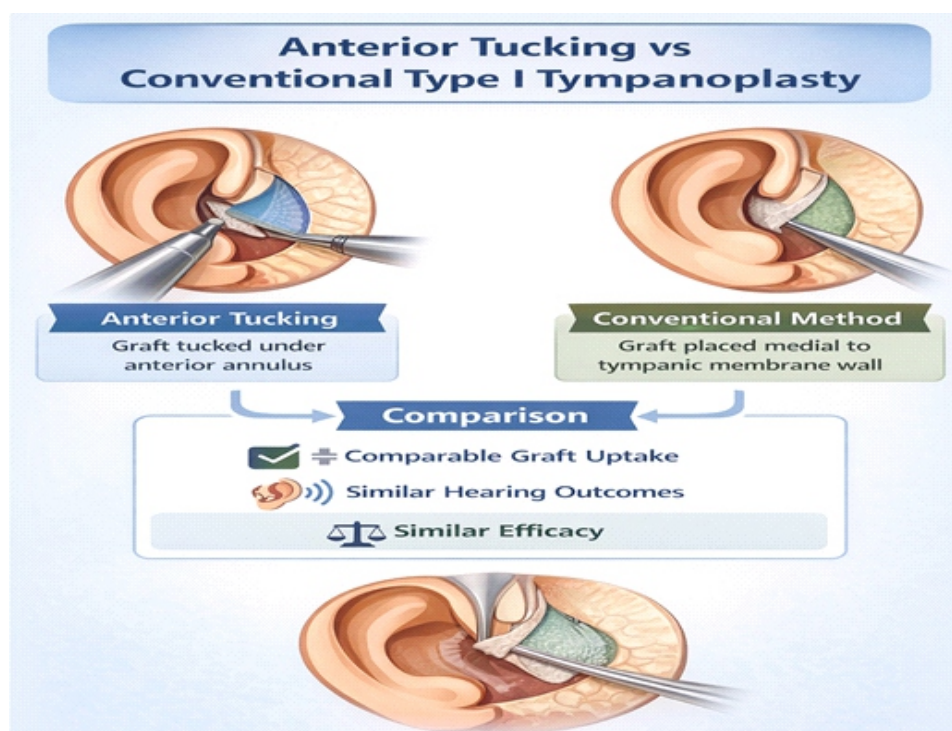 Anterior Tucking vs
Conventional Type I Tympanoplasty
Anterior Tucking
Graft tucked under
anterior annulus
Conventional Method
Graft placed medial to
tympanic membrane wall
Comparison
Comparable Graft Uptake
Similar Hearing Outcomes
Similar Efficacy